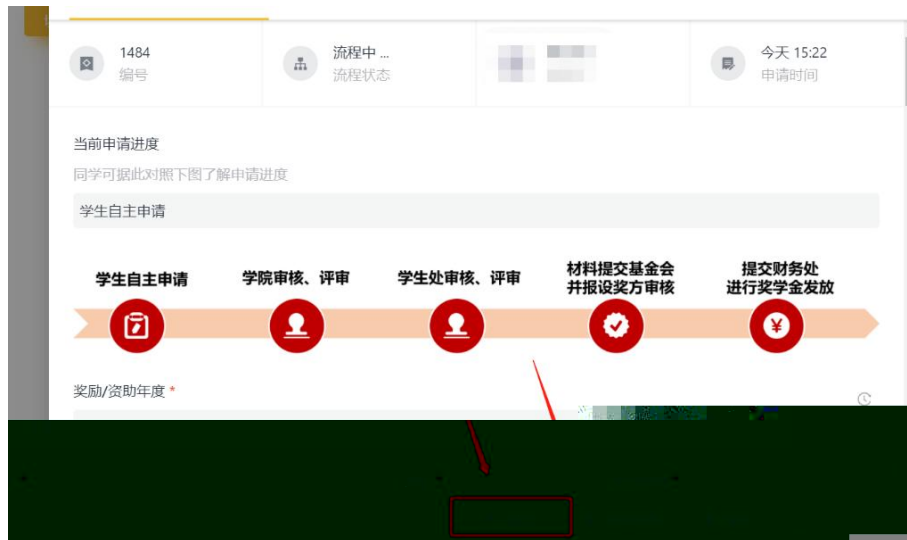 1484
编号
流程中 ...
流程状态
今天 15:22
申请时间
当前申请进度
同学可据此对照下图了解申请进度
学生自主申请
学生自主申请
学院审核、评审
学生处审核、评审
材料提交基金会
并报设奖方审核
提交财务处
进行奖学金发放
奖励/资助年度 *